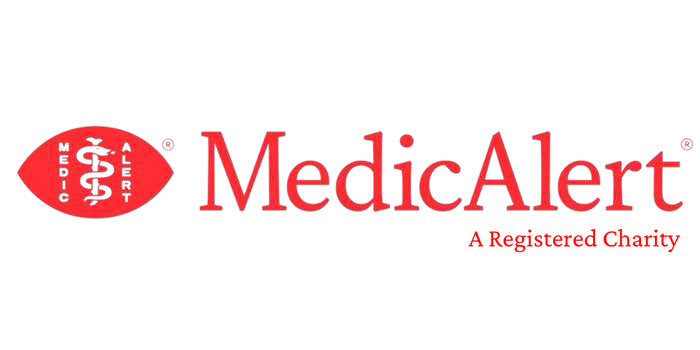 MEDIC
ALERT
®
MedicAlert®
A Registered Charity